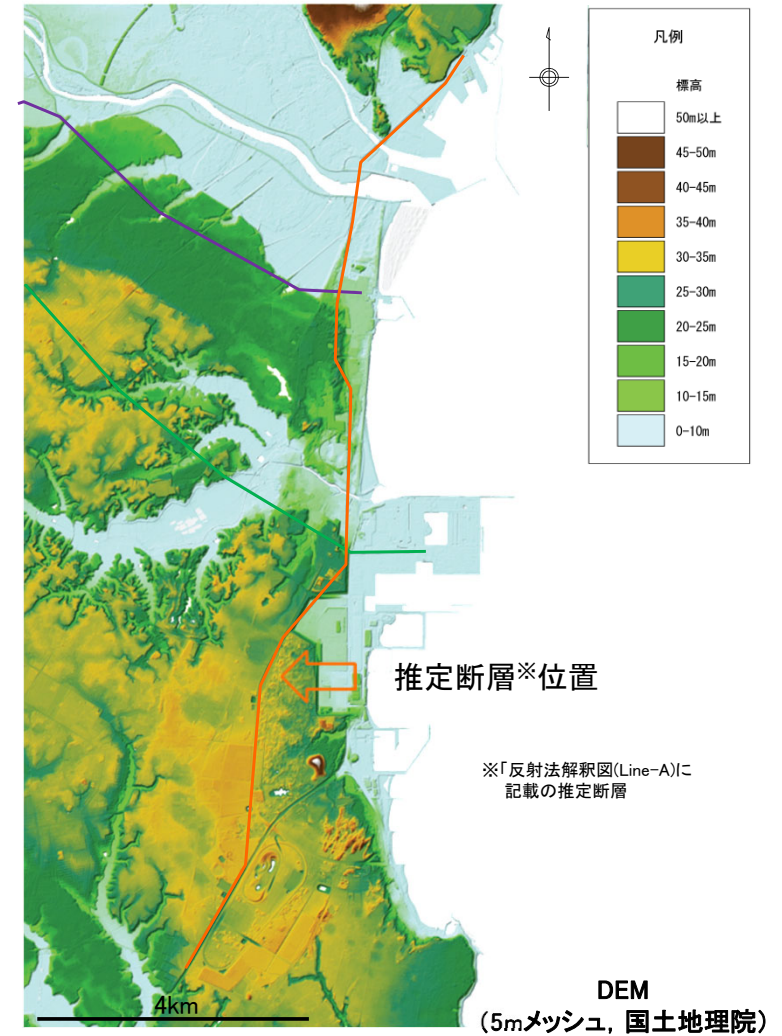 凡例
標高
50m以上
45-50m
40-45m
35-40m
30-35m
25-30m
20-25m
15-20m
10-15m
0-10m
推定断層※位置
※「反射法解釈図(Line-A)に
記載の推定断層
4km
DEM
(5mメッシュ, 国土地理院)